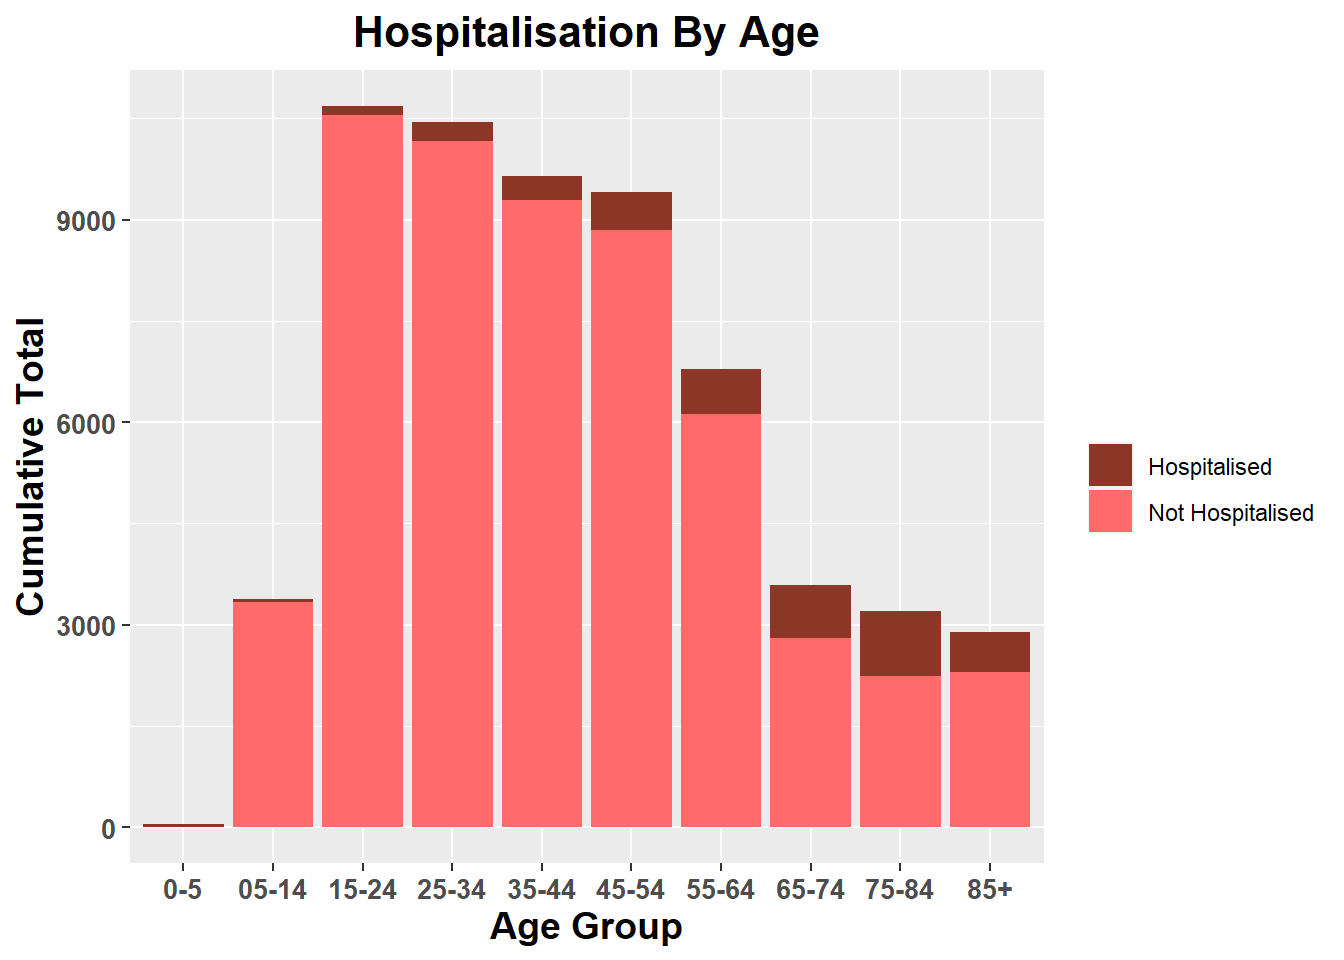 Hospitalisation By Age
Cumulative Total
9000
6000
3000
0
0-5 05-14 15-24 25-34 35-44 45-54 55-64 65-74 75-84 85+
Age Group
Hospitalised
Not Hospitalised